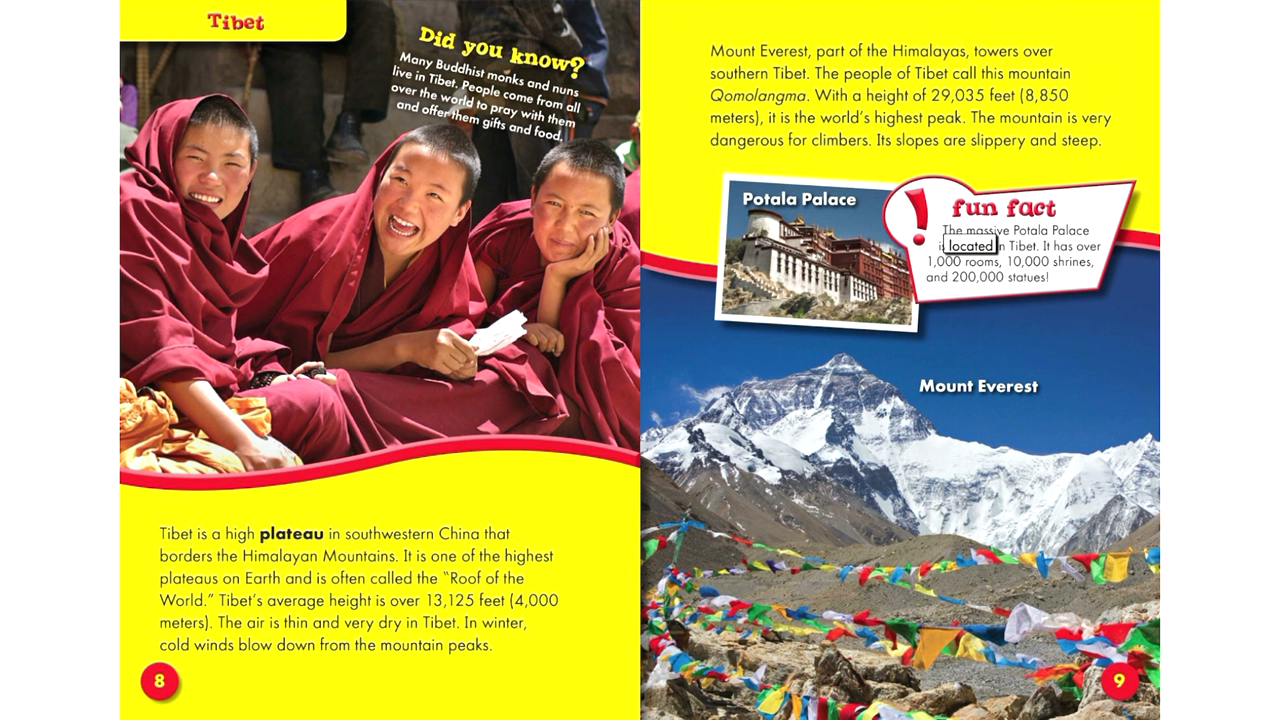 Tibet
Did you know?
Many Buddhist monks and nuns
live in Tibet. People come from all
over the world to pray with them
and offer them gifts and food.
Tibet is a high plateau in southwestern China that
borders the Himalayan Mountains. It is one of the highest
plateaus on Earth and is often called the “Roof of the
World.” Tibet’s average height is over 13,125 feet (4,000
meters). The air is thin and very dry in Tibet. In winter,
cold winds blow down from the mountain peaks.
8
Mount Everest, part of the Himalayas, towers over
southern Tibet. The people of Tibet call this mountain
Qomolangma. With a height of 29,035 feet (8,850
meters), it is the world’s highest peak. The mountain is very
dangerous for climbers. Its slopes are slippery and steep.
Potala Palace
! fun fact
The massive Potala Palace
is located in Tibet. It has over
1,000 rooms, 10,000 shrines,
and 200,000 statues!
Mount Everest
9